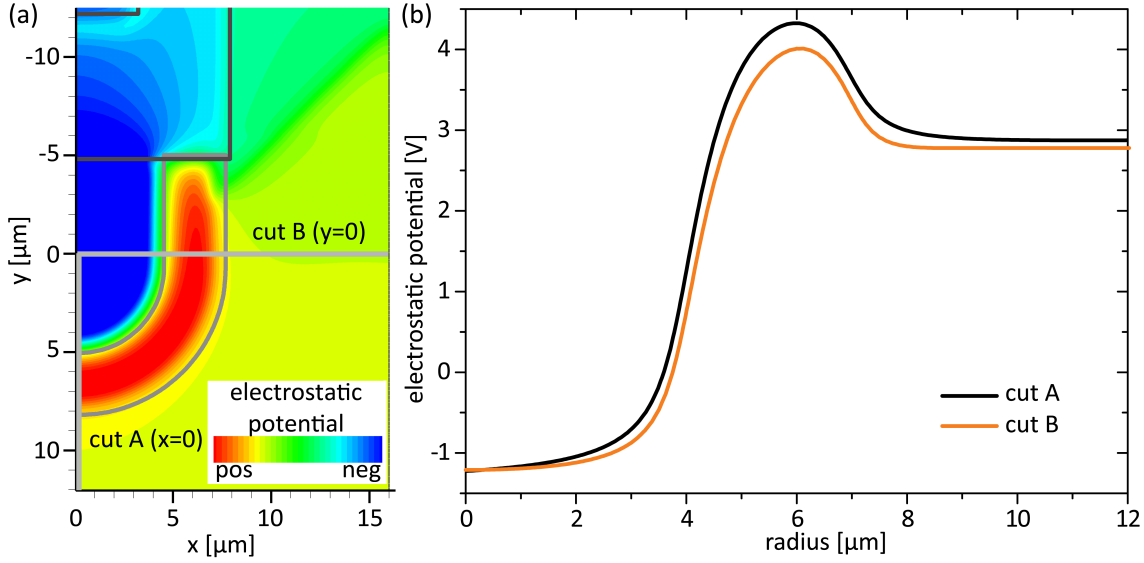 (a)
-10
-5
0
5
10
y [µm]
cut B (y=0)
cut A (x=0)
electrostatic
potential
pos neg
0 5 10 15
x [µm]
(b)
4
3
2
1
0
-1
electrostatic potential [V]
cut A
cut B
0 2 4 6 8 10 12
radius [µm]